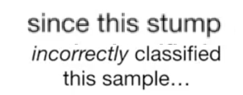 since this stump
incorrectly classified
this sample...